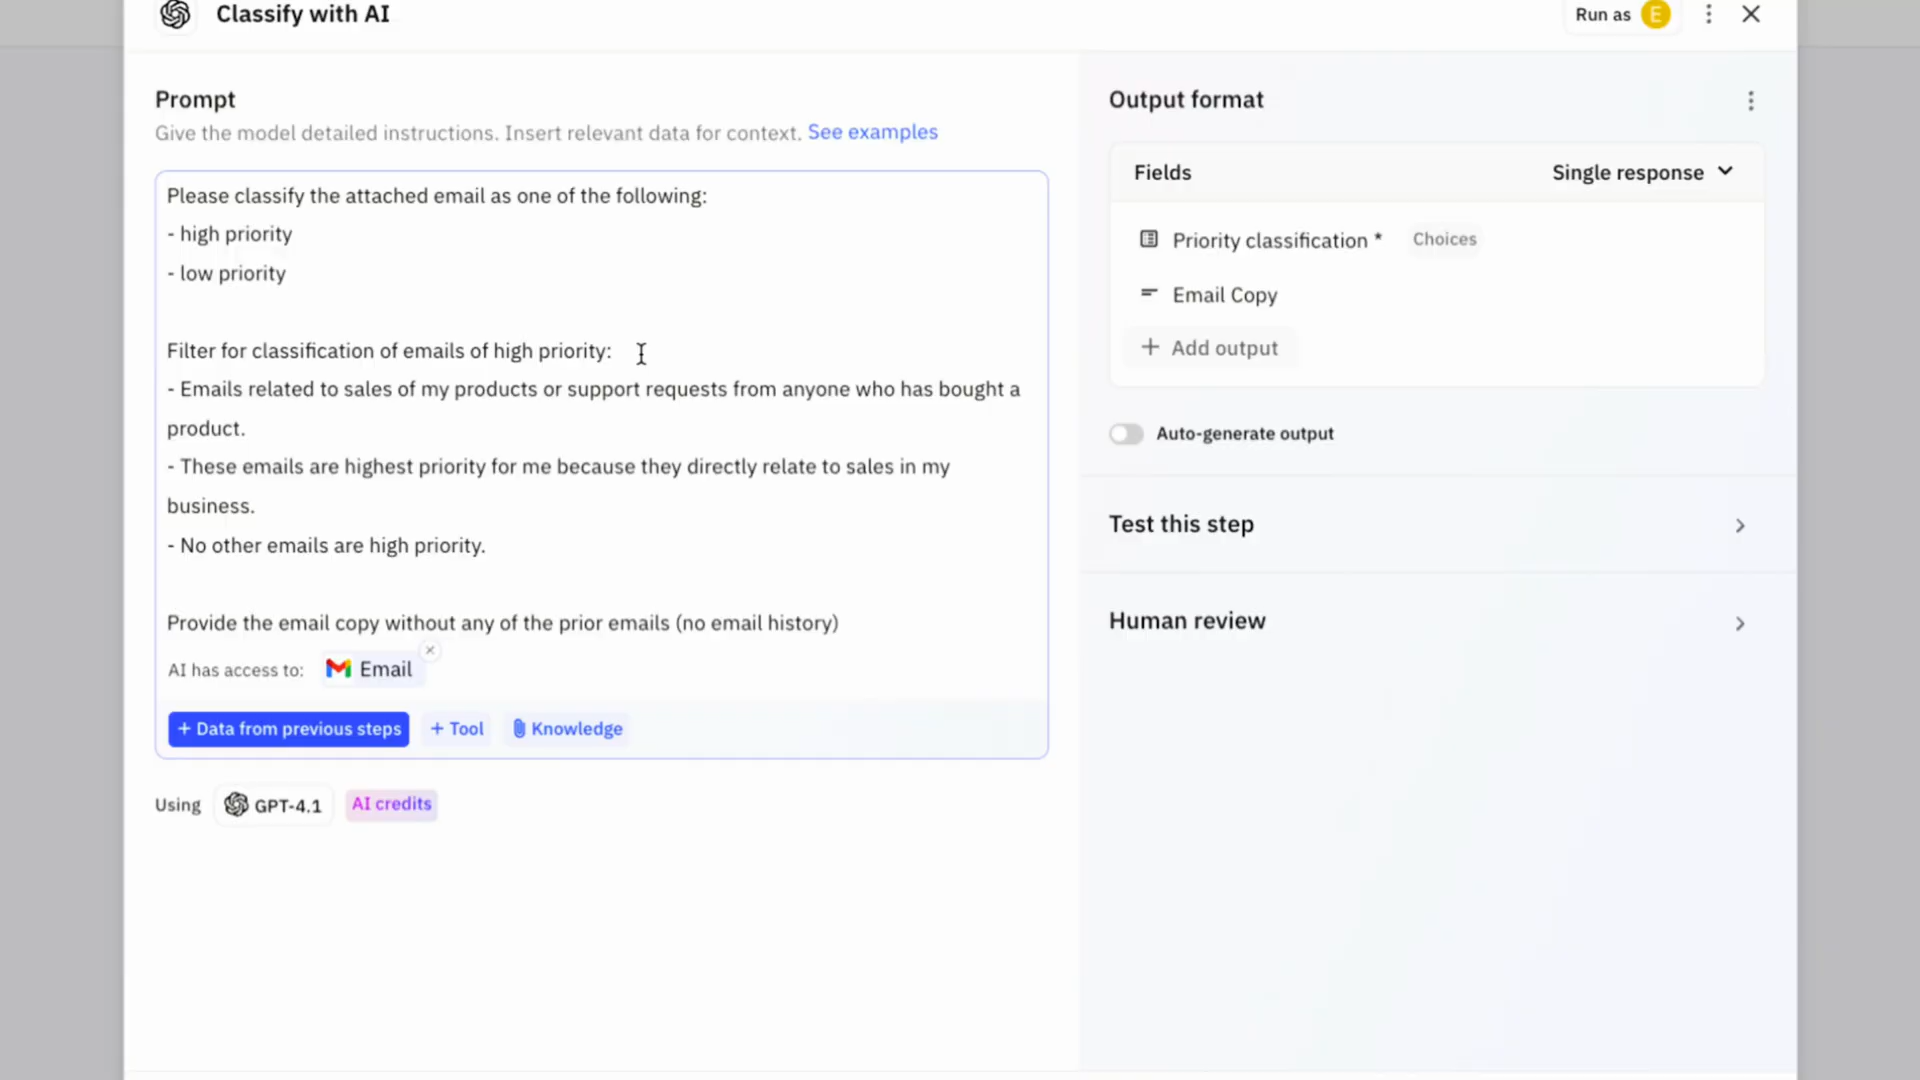 Classify with AI
Run as E
Prompt
Give the model detailed instructions. Insert relevant data for context. See examples
Please classify the attached email as one of the following:
- high priority
- low priority
Filter for classification of emails of high priority:
- Emails related to sales of my products or support requests from anyone who has bought a
product.
- These emails are highest priority for me because they directly relate to sales in my
business.
- No other emails are high priority.
Provide the email copy without any of the prior emails (no email history)
AI has access to: Email
+ Data from previous steps + Tool Knowledge
Using GPT-4.1 AI credits
Output format
Fields Single response
Priority classification * Choices
Email Copy
+ Add output
Auto-generate output
Test this step
Human review